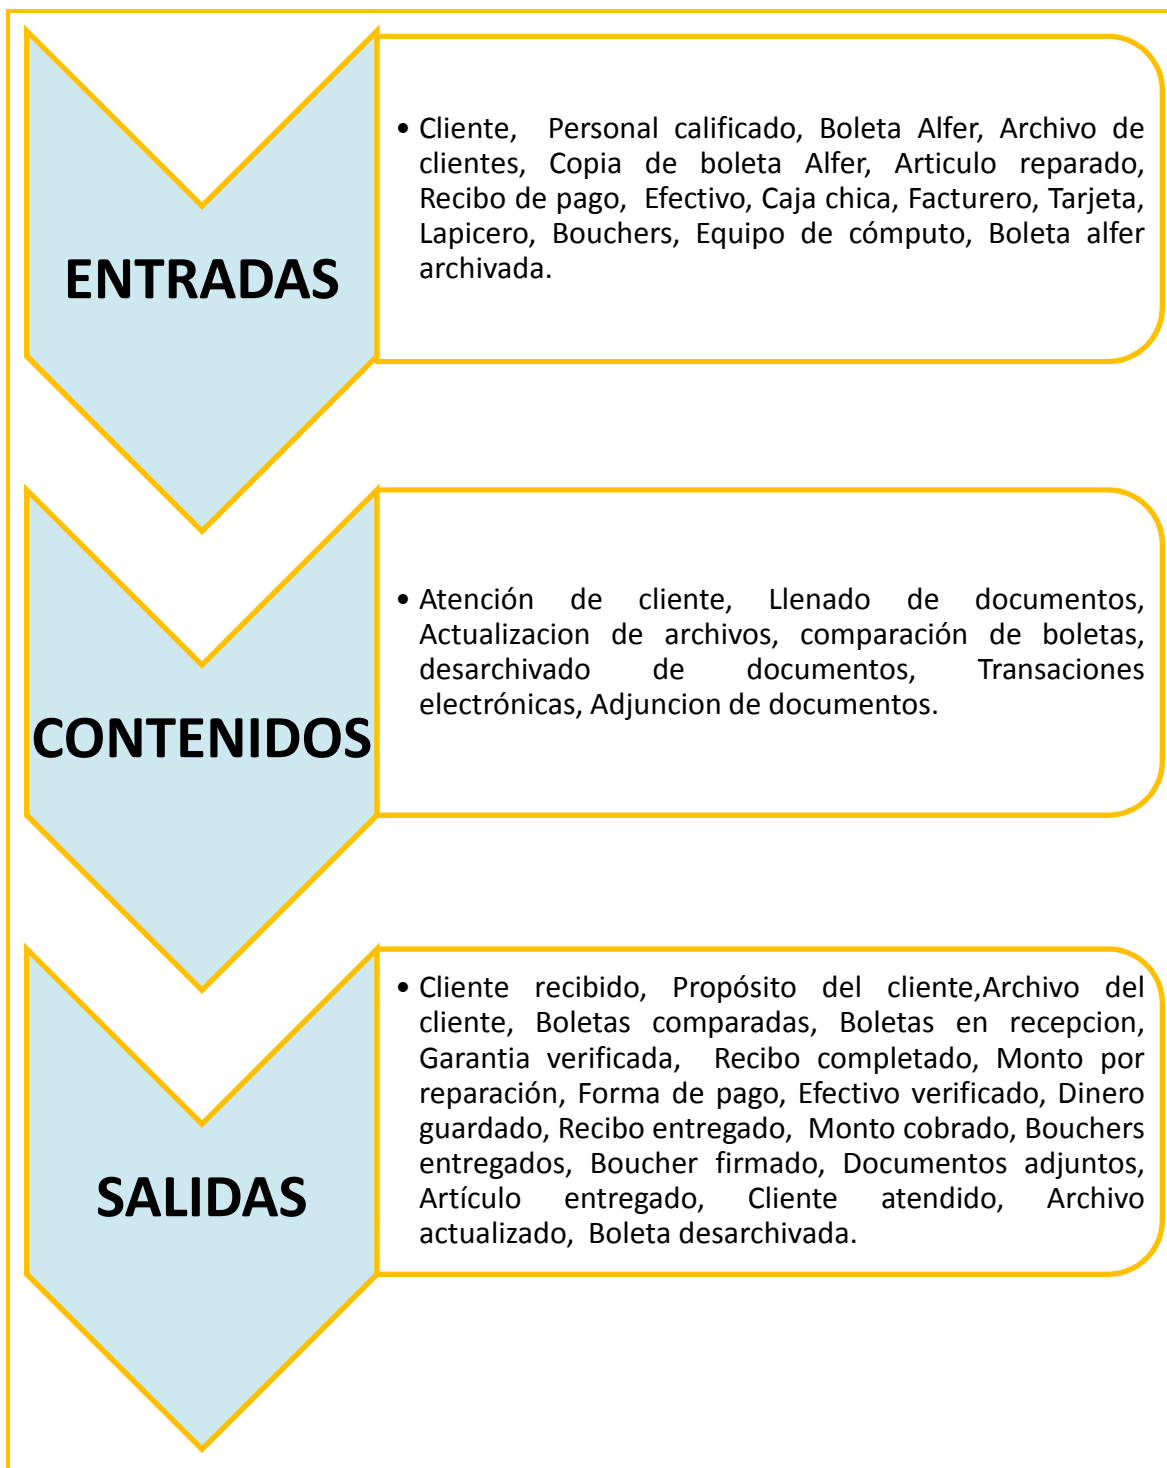 ENTRADAS
• Cliente, Personal calificado, Boleta Alfer, Archivo de
clientes, Copia de boleta Alfer, Articulo reparado,
Recibo de pago, Efectivo, Caja chica, Facturero, Tarjeta,
Lapicero, Bouchers, Equipo de cómputo, Boleta alfer
archivada.
CONTENIDOS
• Atención de cliente, Llenado de documentos,
Actualizacion de archivos, comparación de boletas,
desarchivado de documentos, Transaciones
electrónicas, Adjuncion de documentos.
SALIDAS
• Cliente recibido, Propósito del cliente,Archivo del
cliente, Boletas comparadas, Boletas en recepcion,
Garantia verificada, Recibo completado, Monto por
reparación, Forma de pago, Efectivo verificado, Dinero
guardado, Recibo entregado, Monto cobrado, Bouchers
entregados, Boucher firmado, Documentos adjuntos,
Artículo entregado, Cliente atendido, Archivo
actualizado, Boleta desarchivada.